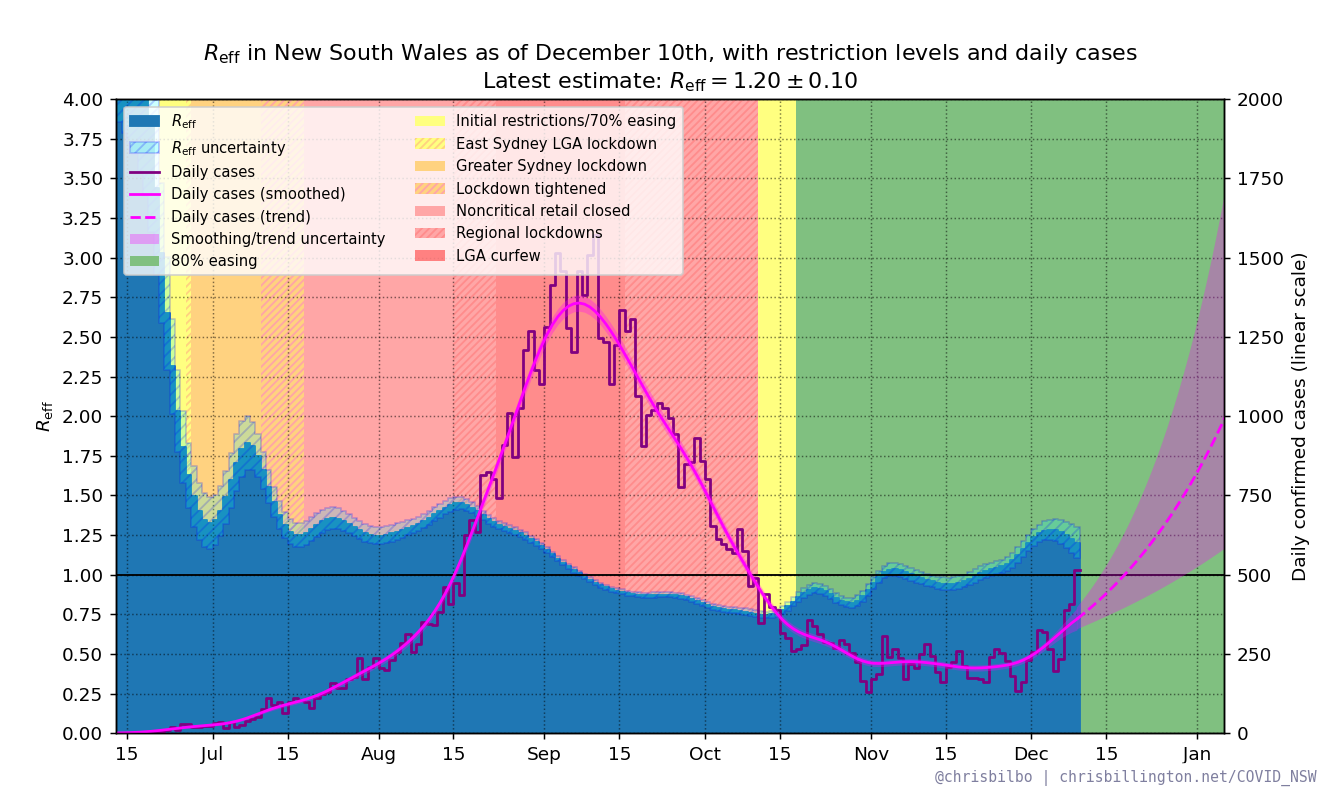 Reff in New South Wales as of December 10th, with restriction levels and daily cases
Latest estimate: Reff = 1.20 ± 0.10
4.00
3.75
3.50
3.25
3.00
2.75
2.50
2.25
2.00
1.75
1.50
1.25
1.00
0.75
0.50
0.25
0.00
Reff
Reff
Reff uncertainty
Daily cases
Daily cases (smoothed)
Daily cases (trend)
Smoothing/trend uncertainty
80% easing
Initial restrictions/70% easing
East Sydney LGA lockdown
Greater Sydney lockdown
Lockdown tightened
Noncritical retail closed
Regional lockdowns
LGA curfew
2000
1750
1500
1250
1000
750
500
250
0
Daily confirmed cases (linear scale)
15 Jul 15 Aug 15 Sep 15 Oct 15 Nov 15 Dec 15 Jan
@chrisbilbo | chrisbillington.net/COVID_NSW